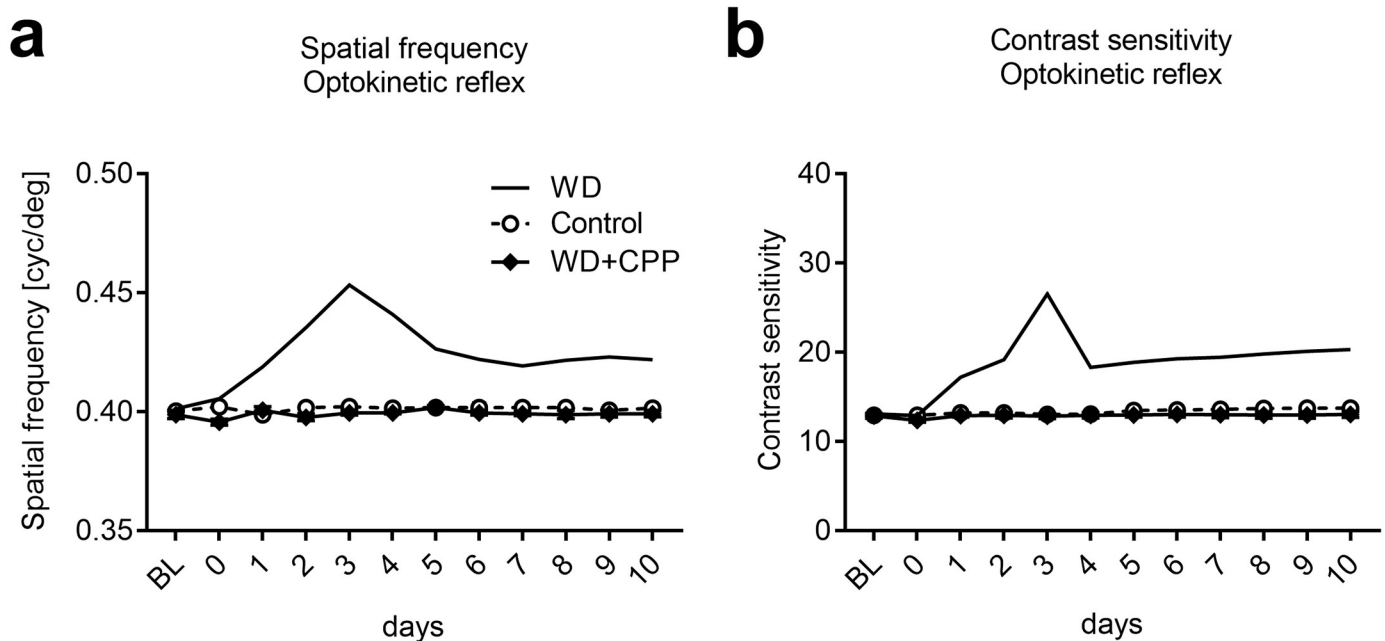 a
Spatial frequency
Optokinetic reflex
Spatial frequency [cyc/deg]
0.50
0.45
0.40
0.35
WD
Control
WD+CPP
BL 0 1 2 3 4 5 6 7 8 9 10
days
b
Contrast sensitivity
Optokinetic reflex
Contrast sensitivity
40
30
20
10
0
BL 0 1 2 3 4 5 6 7 8 9 10
days